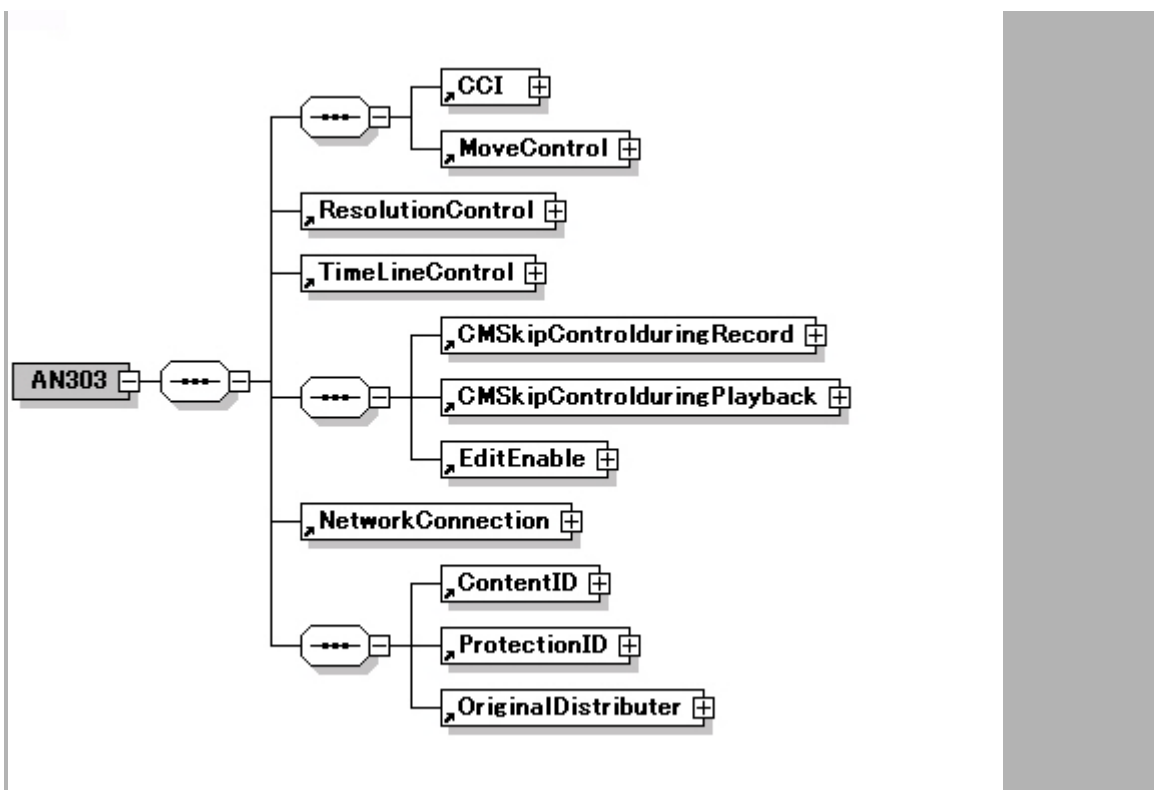 CCI
MoveControl
ResolutionControl
TimeLineControl
CMSkipControlduringRecord
AN303
CMSkipControlduringPlayback
EditEnable
NetworkConnection
ContentID
ProtectionID
OriginalDistributer